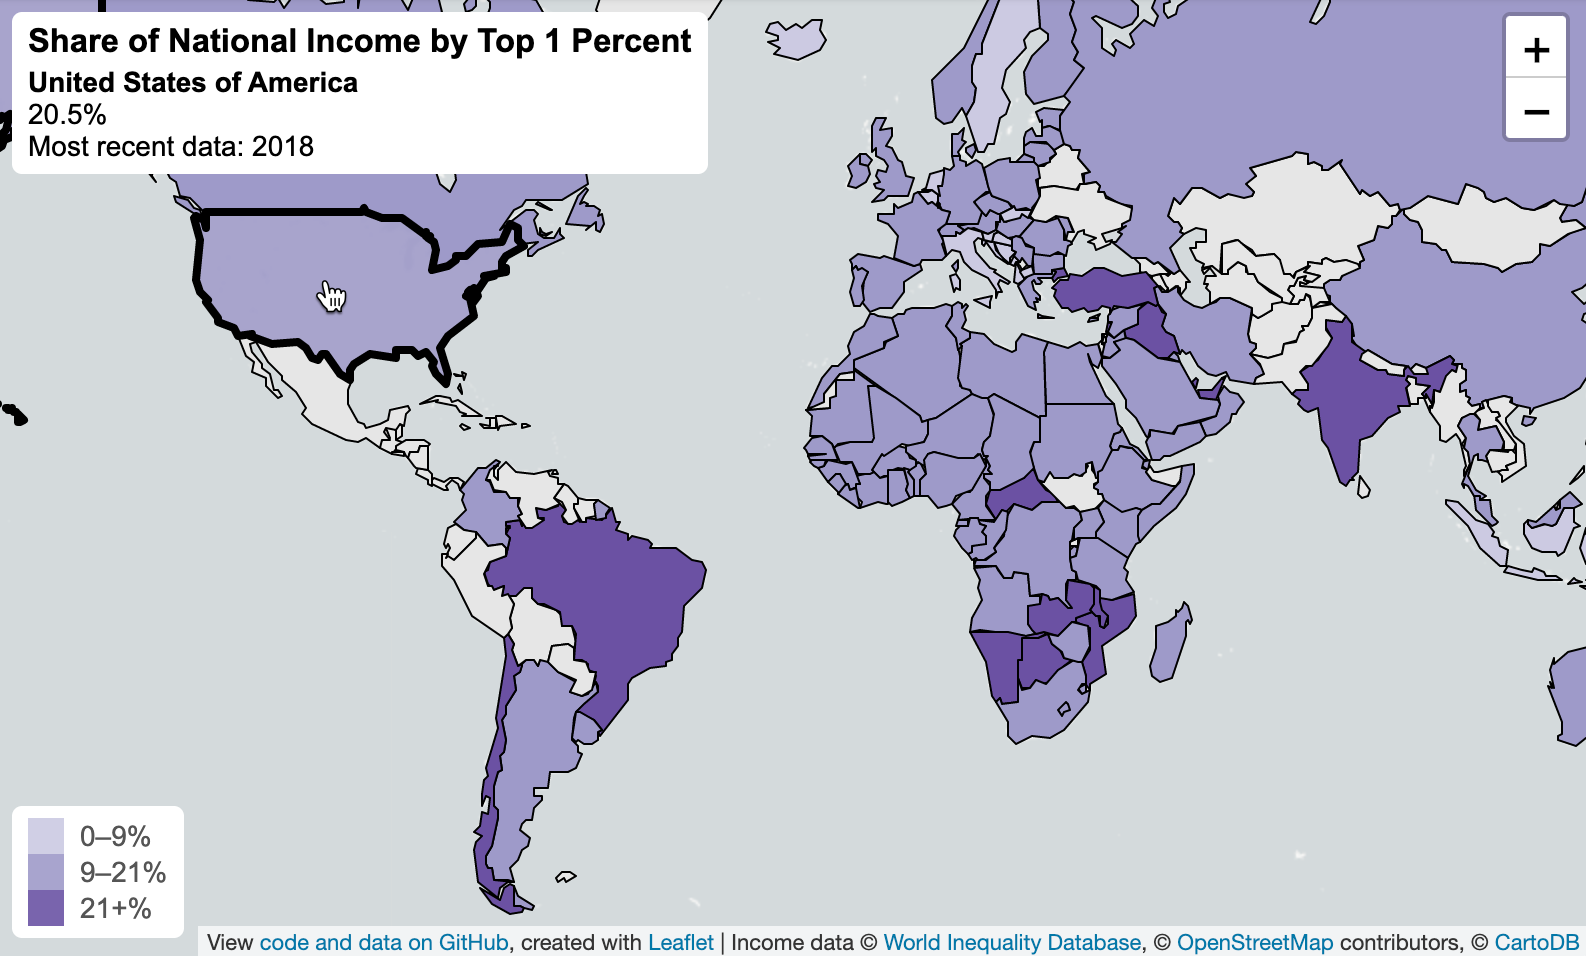 Share of National Income by Top 1 Percent
United States of America
20.5%
Most recent data: 2018
+
−
0–9%
9–21%
21+%
View code and data on GitHub, created with Leaflet | Income data © World Inequality Database, © OpenStreetMap contributors, © CartoDB